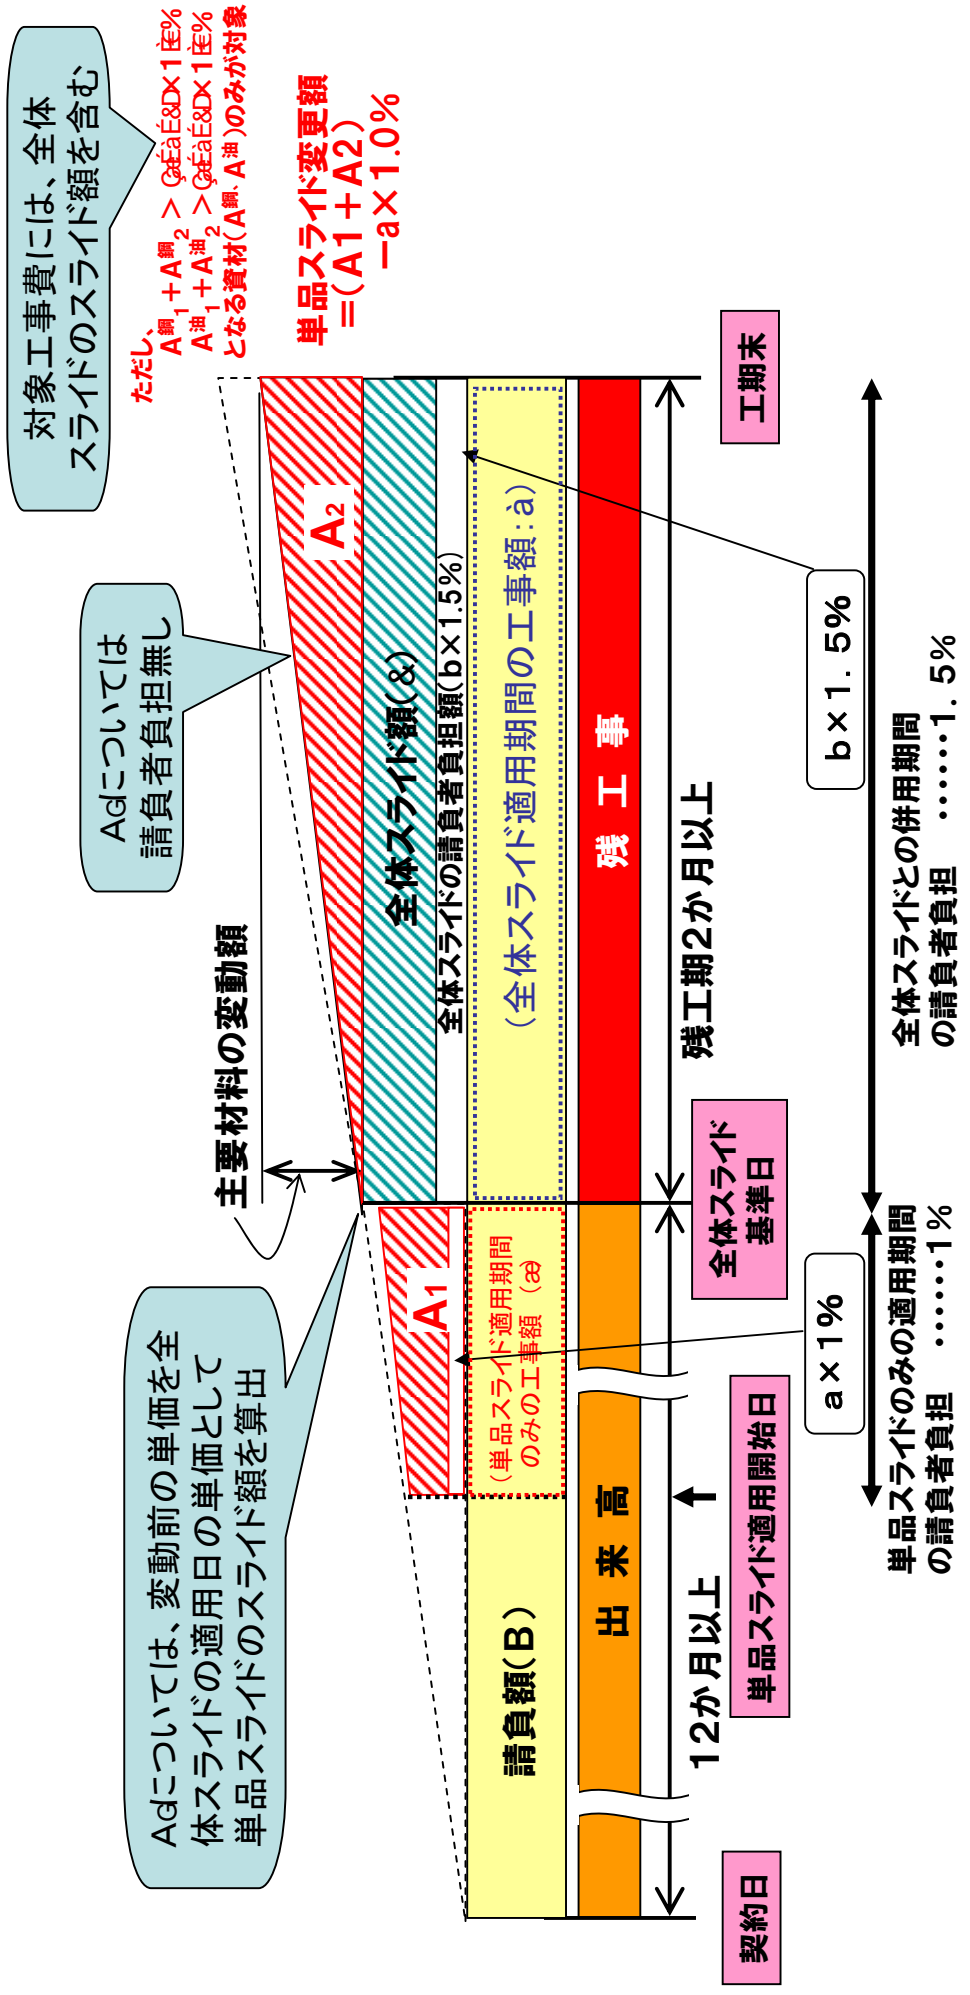 対象工事費には、全体
スライドのスライド額を含む
ただし、
A鋼1+A鋼2 >
×1
%
A油1+A油2 >
×1
%
となる資材(A鋼、A油)のみが対象
単品スライド変更額
=(A1+A2)
-a×1.0%
については
請負者負担無し
主要材料の変動額
については、変動前の単価を全
体スライドの適用日の単価として
単品スライドのスライド額を算出
A1
A2
全体スライド額(&)
全体スライドの請負者負担額(b×1.5%)
請負額(B)
(単品スライド適用期間
のみの工事額
(全体スライド適用期間の工事額:à)
出来高
残工事
12か月以上
残工期2か月以上
契約日
単品スライド適用開始日
全体スライド
基準日
工期末
a×1%
b×1.5%
単品スライドのみの適用期間
の請負者負担 ……1%
全体スライドとの併用期間
の請負者負担 ……1.5%